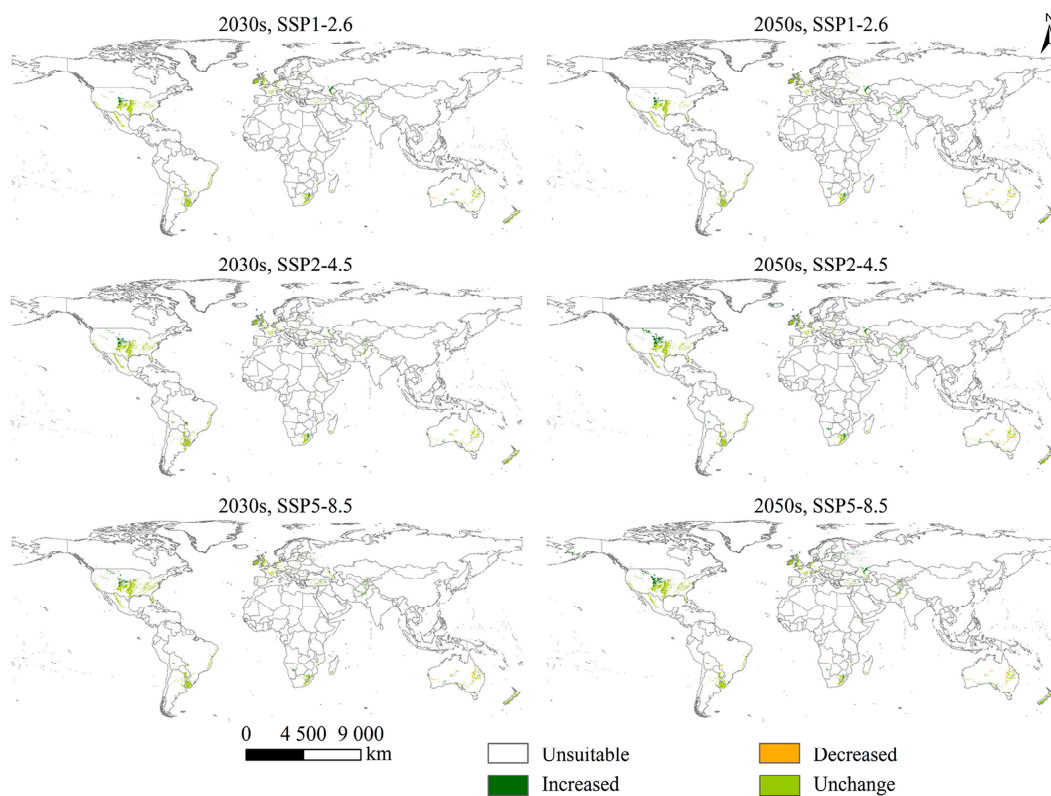 2030s, SSP1-2.6
2050s, SSP1-2.6
N
2030s, SSP2-4.5
2050s, SSP2-4.5
2030s, SSP5-8.5
2050s, SSP5-8.5
0 4 500 9 000
km
Unsuitable
Decreased
Increased
Unchange